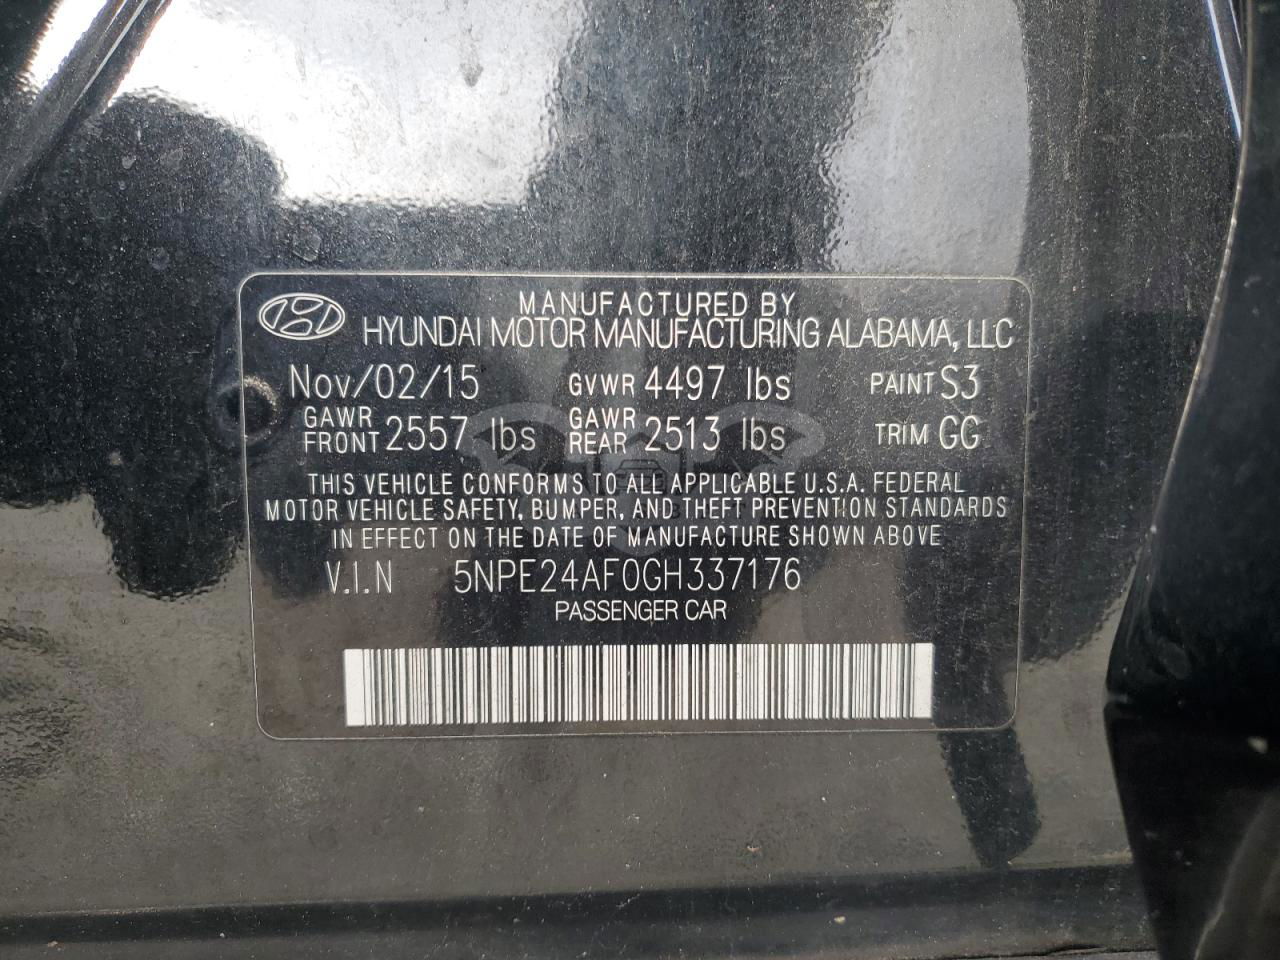 MANUFACTURED BY
HYUNDAI MOTOR MANUFACTURING ALABAMA, LLC
Nov/02/15 GVWR 4497 lbs PAINT S3
GAWR FRONT 2557 lbs GAWR REAR 2513 lbs TRIM GG
THIS VEHICLE CONFORMS TO ALL APPLICABLE U.S.A. FEDERAL
MOTOR VEHICLE SAFETY, BUMPER, AND THEFT PREVENTION STANDARDS
IN EFFECT ON THE DATE OF MANUFACTURE SHOWN ABOVE
V.I.N 5NPE24AF0GH337176
PASSENGER CAR